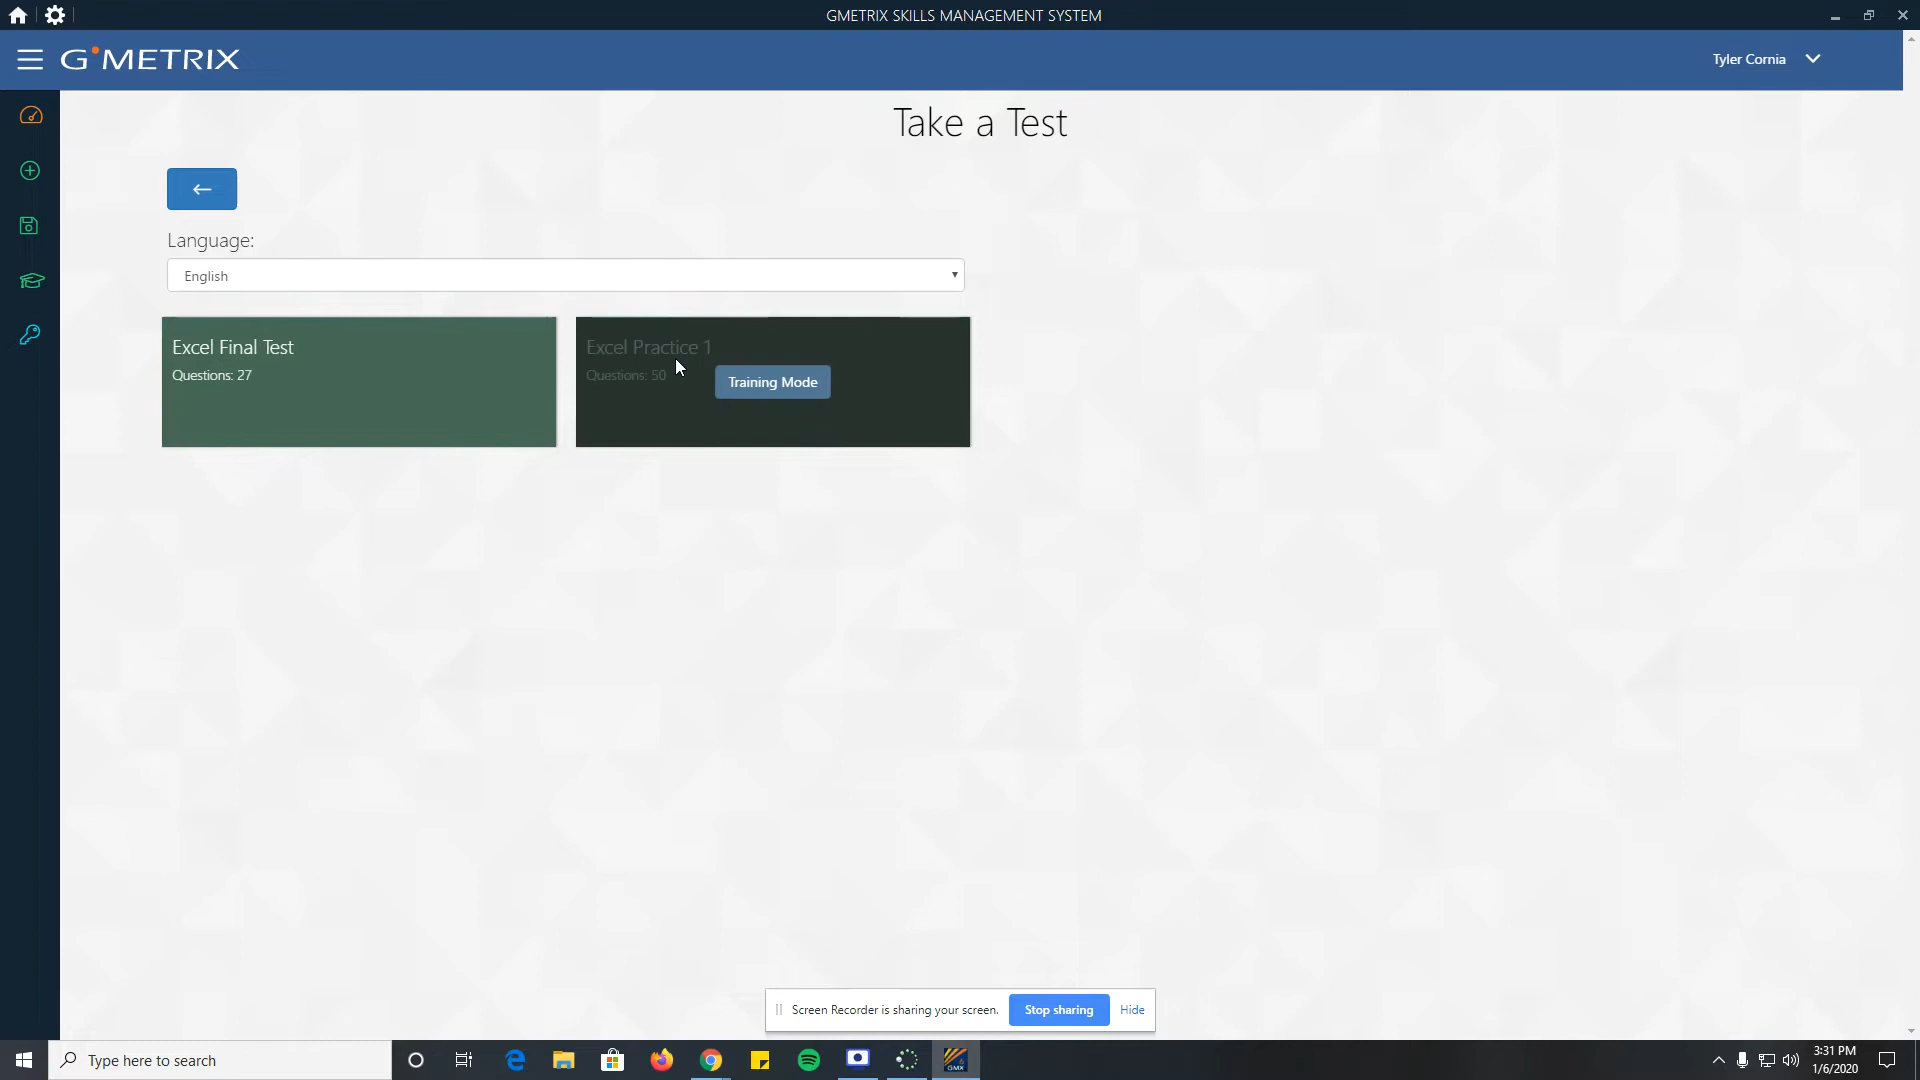 GMETRIX SKILLS MANAGEMENT SYSTEM
G METRIX
Tyler Cornia
Take a Test
Language:
English
Excel Final Test
Questions: 27
Excel Practice 1
Questions: 50
Training Mode
Screen Recorder is sharing your screen.
Stop sharing
Hide
Type here to search
GMX
3:31 PM
1/6/2020